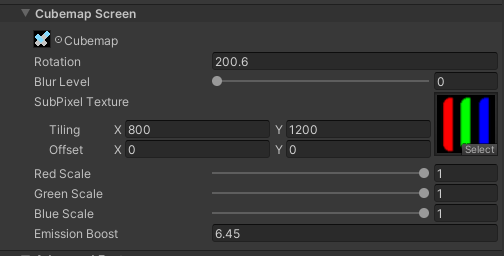 Cubemap Screen
Cubemap
Rotation 200.6
Blur Level 0
SubPixel Texture
Tiling X 800 Y 1200
Offset X 0 Y 0
Select
Red Scale 1
Green Scale 1
Blue Scale 1
Emission Boost 6.45